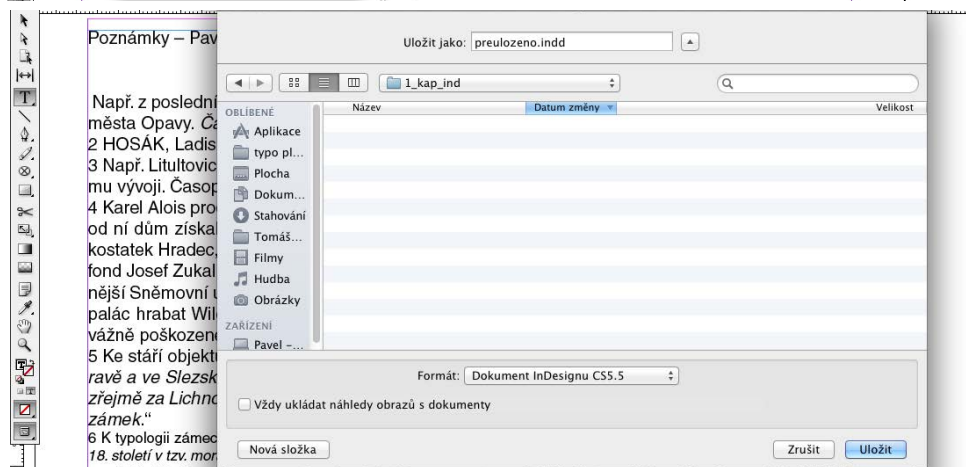 Poznámky – Pav
Např. z poslední
města Opavy. Ča
2 HOSÁK, Ladis
3 Např. Litultovic
mu vývoji. Časop
4 Karel Alois pro
od ní dům získal
kostatek Hradec,
fond Josef Zukal
nější Sněmovní u
palác hrabat Wil
vážně poškozene
5 Ke stáří objektu
ravě a ve Slezsk
zřejmě za Lichno
zámek.“
6 K typologii zámec
18. století v tzv. mor
Uložit jako: preulozeno.indd
1_kap_ind
Název Datum změny Velikost
OBLÍBENÉ
Aplikace
typo pl...
Plocha
Dokum...
Stahování
Tomáš...
Filmy
Hudba
Obrázky
ZAŘÍZENÍ
Pavel –...
Formát: Dokument InDesignu CS5.5
Vždy ukládat náhledy obrazů s dokumenty
Nová složka Zrušit Uložit